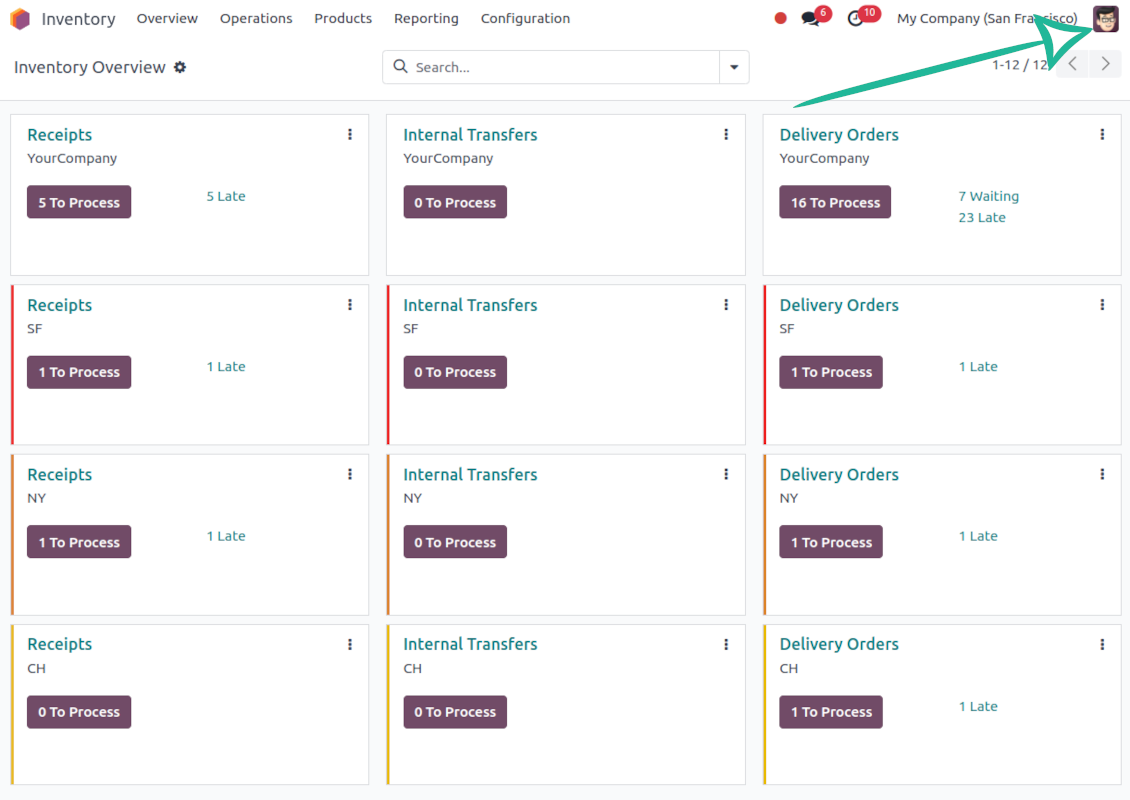 Inventory Overview Operations Products Reporting Configuration 6 10 My Company (San Francisco)
Inventory Overview Search... 1-12 / 12
Receipts Internal Transfers Delivery Orders
YourCompany YourCompany YourCompany
5 To Process 5 Late 0 To Process 16 To Process 7 Waiting
23 Late
Receipts Internal Transfers Delivery Orders
SF SF SF
1 To Process 1 Late 0 To Process 1 To Process 1 Late
Receipts Internal Transfers Delivery Orders
NY NY NY
1 To Process 1 Late 0 To Process 1 To Process 1 Late
Receipts Internal Transfers Delivery Orders
CH CH CH
0 To Process 0 To Process 1 To Process 1 Late